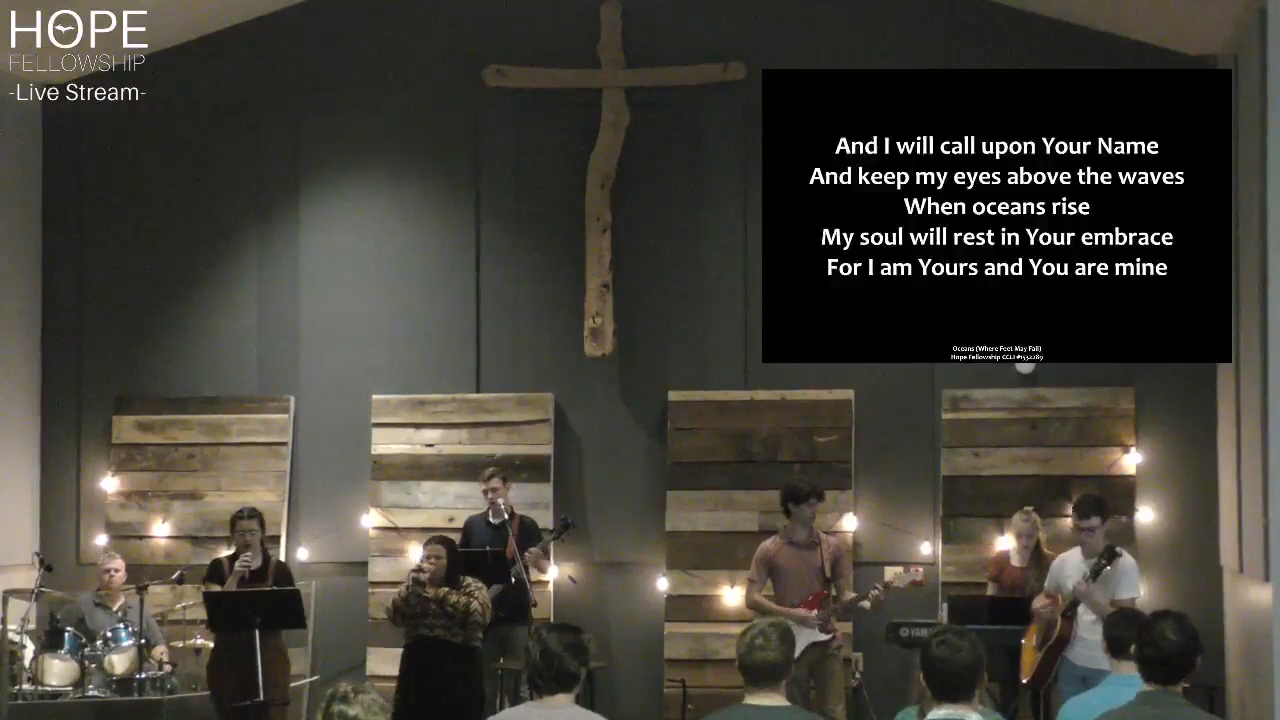 HOPE
FELLOWSHIP
-Live Stream-
And I will call upon Your Name
And keep my eyes above the waves
When oceans rise
My soul will rest in Your embrace
For I am Yours and You are mine
Oceans (Where Feet May Fail)